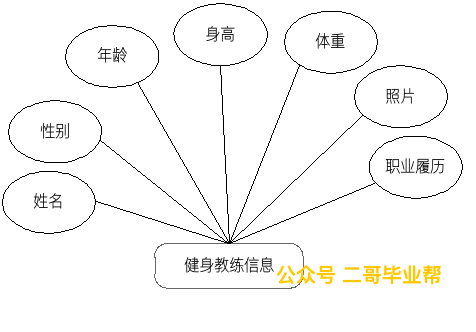 身高
体重
年龄
照片
性别
职业履历
姓名
健身教练信息
公众号 二哥毕业帮